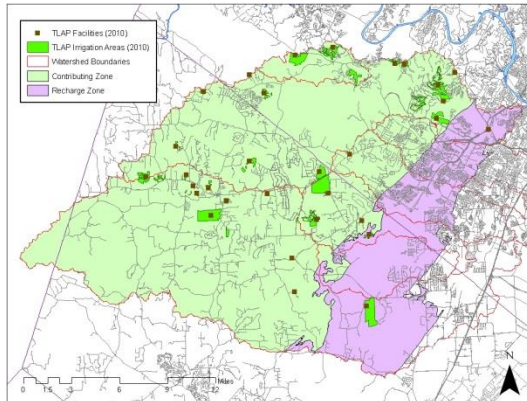 TLAP Facilities (2010)
TLAP Irrigation Areas (2010)
Watershed Boundaries
Contributing Zone
Recharge Zone
N
0 1.5 3 6 9 12
Miles